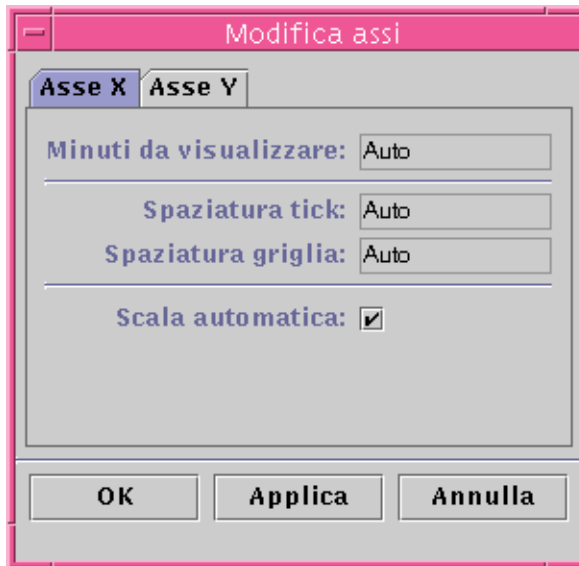 Modifica assi
Asse X Asse Y
Minuti da visualizzare: Auto
Spaziatura tick: Auto
Spaziatura griglia: Auto
Scala automatica:
OK Applica Annulla